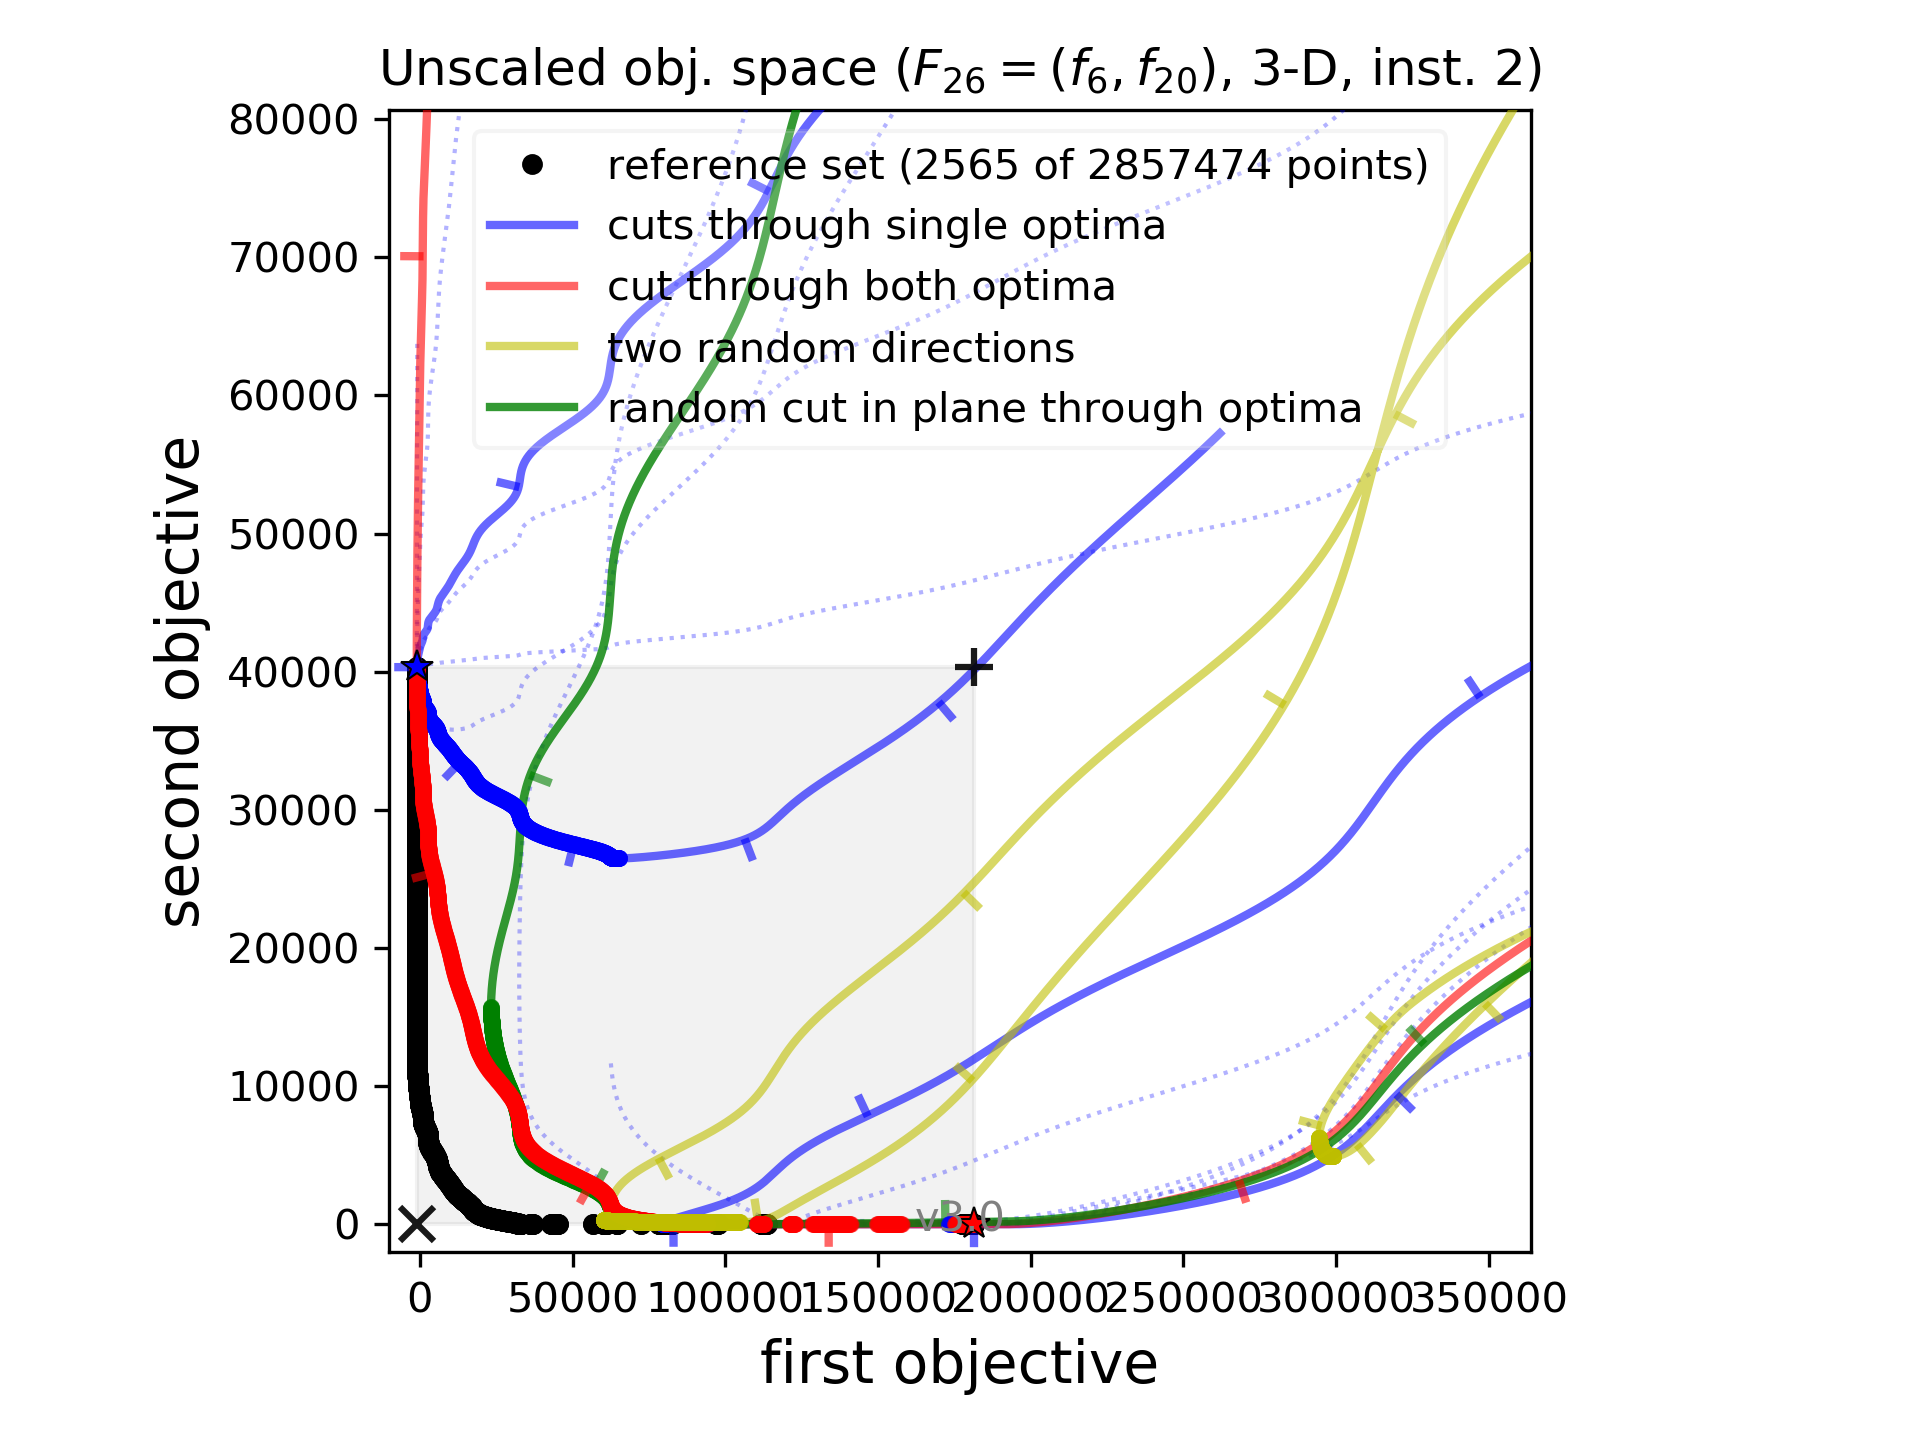 Unscaled obj. space (F26 = (f6, f20), 3-D, inst. 2)
80000
70000
60000
50000
40000
30000
20000
10000
0
second objective
reference set (2565 of 2857474 points)
cuts through single optima
cut through both optima
two random directions
random cut in plane through optima
v3.0
0
50000
100000
150000
200000
250000
300000
350000
first objective